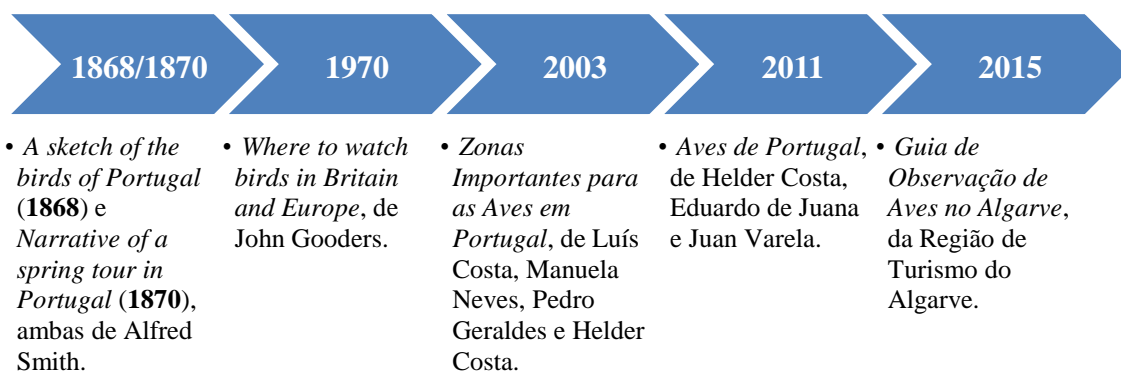 1868/1870
1970
2003
2011
2015
• A sketch of the
birds of Portugal
(1868) e
Narrative of a
spring tour in
Portugal (1870),
ambas de Alfred
Smith.
• Where to watch
birds in Britain
and Europe, de
John Gooders.
• Zonas
Importantes para
as Aves em
Portugal, de Luís
Costa, Manuela
Neves, Pedro
Geraldes e Helder
Costa.
• Aves de Portugal,
de Helder Costa,
Eduardo de Juana
e Juan Varela.
• Guia de
Observação de
Aves no Algarve,
da Região de
Turismo do
Algarve.